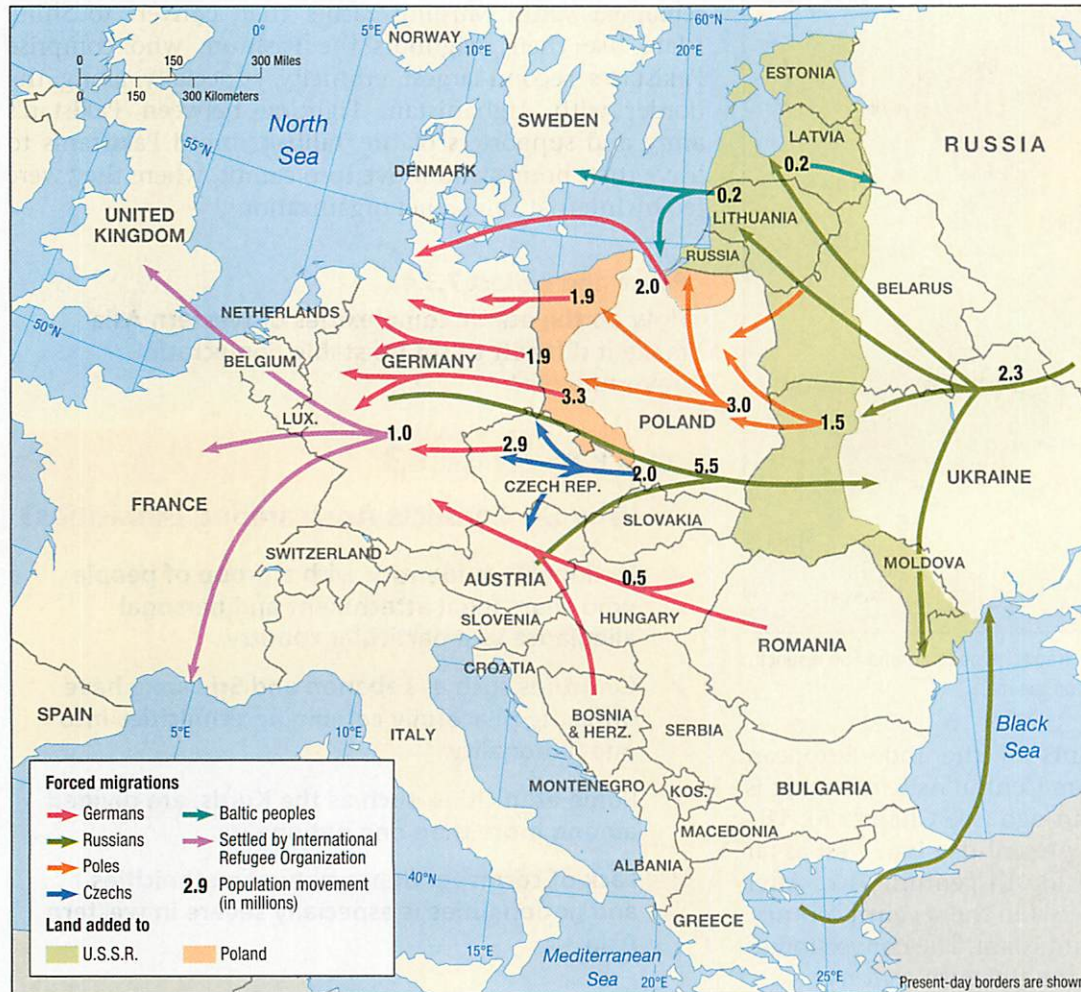 0°
5°E
NORWAY
10°E
60°N
20°E
0 150 300 Miles
0 150 300 Kilometers
ESTONIA
North
Sea
SWEDEN
LATVIA
RUSSIA
55°N
0.2
DENMARK
0.2
UNITED
KINGDOM
LITHUANIA
RUSSIA
2.0
BELARUS
1.9
NETHERLANDS
50°N
BELGIUM
GERMANY
1.9
2.3
3.3
POLAND
3.0
1.5
LUX.
1.0
2.9
5.5
2.0
UKRAINE
CZECH REP.
FRANCE
SLOVAKIA
SWITZERLAND
MOLDOVA
AUSTRIA
0.5
SLOVENIA
HUNGARY
ROMANIA
CROATIA
SPAIN
5°E
10°E
ITALY
BOSNIA
& HERZ.
SERBIA
Black
Sea
MONTENEGRO
KOS.
BULGARIA
MACEDONIA
ALBANIA
40°N
GREECE
15°E
Mediterranean
Sea
20°E
25°E
Forced migrations
Germans
Russians
Poles
Czechs
Baltic peoples
Settled by International
Refugee Organization
2.9 Population movement
(in millions)
Land added to
U.S.S.R.
Poland
Present-day borders are shown